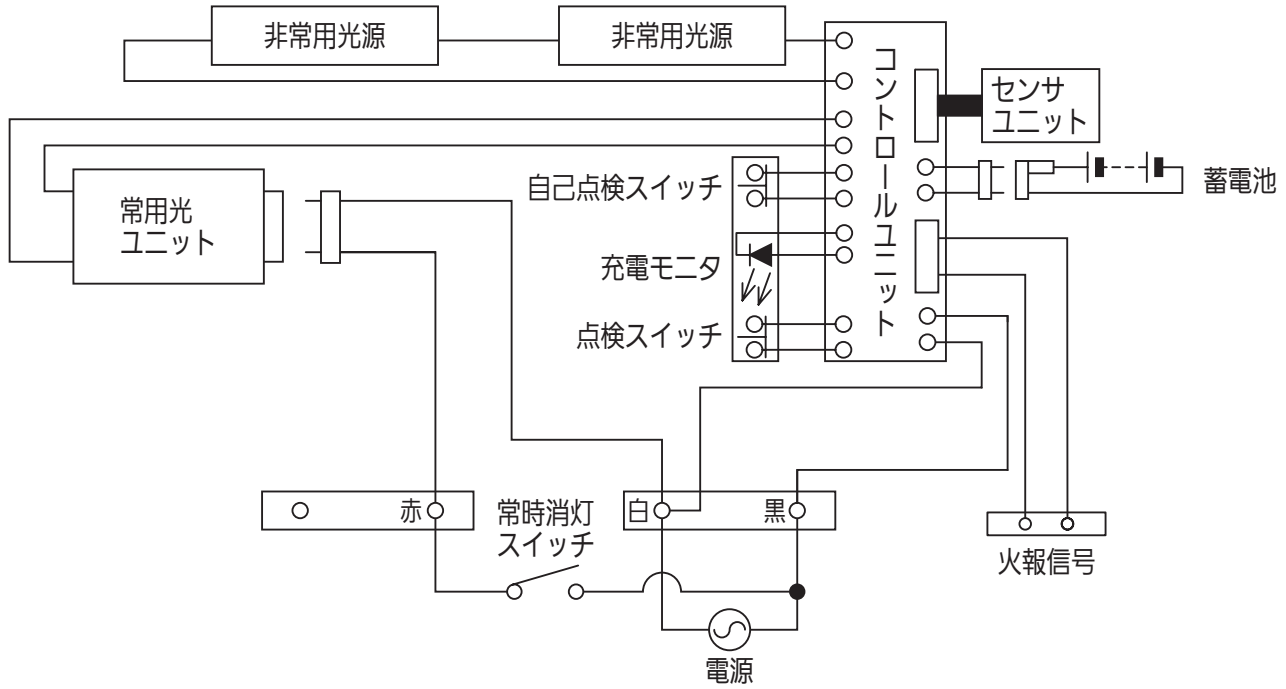 非常用光源
非常用光源
コントロールユニット
センサ
ユニット
蓄電池
自己点検スイッチ
常用光
ユニット
充電モニタ
点検スイッチ
赤
常時消灯
スイッチ
白
黒
火報信号
電源